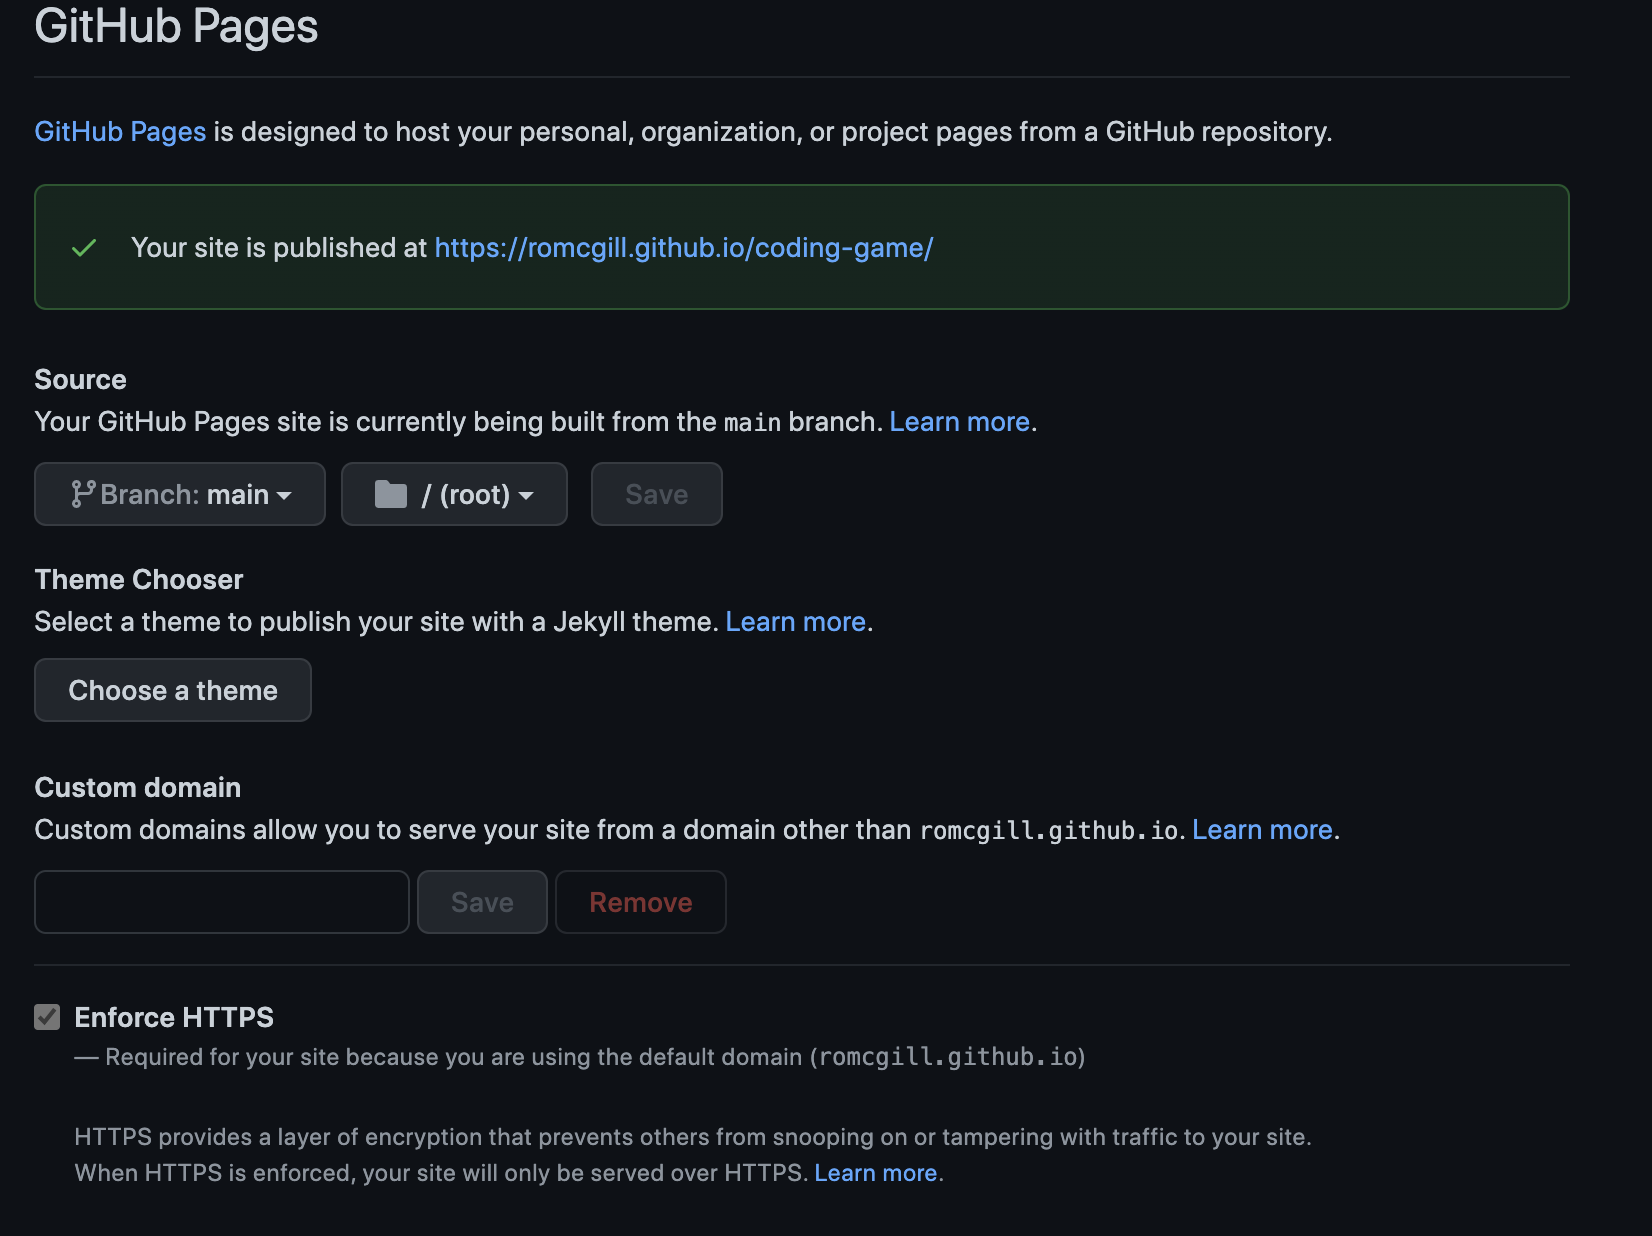 GitHub Pages
GitHub Pages is designed to host your personal, organization, or project pages from a GitHub repository.
Your site is published at https://romcgill.github.io/coding-game/
Source
Your GitHub Pages site is currently being built from the main branch. Learn more.
Branch: main / (root) Save
Theme Chooser
Select a theme to publish your site with a Jekyll theme. Learn more.
Choose a theme
Custom domain
Custom domains allow you to serve your site from a domain other than romcgill.github.io. Learn more.
Save Remove
Enforce HTTPS
— Required for your site because you are using the default domain (romcgill.github.io)
HTTPS provides a layer of encryption that prevents others from snooping on or tampering with traffic to your site.
When HTTPS is enforced, your site will only be served over HTTPS. Learn more.